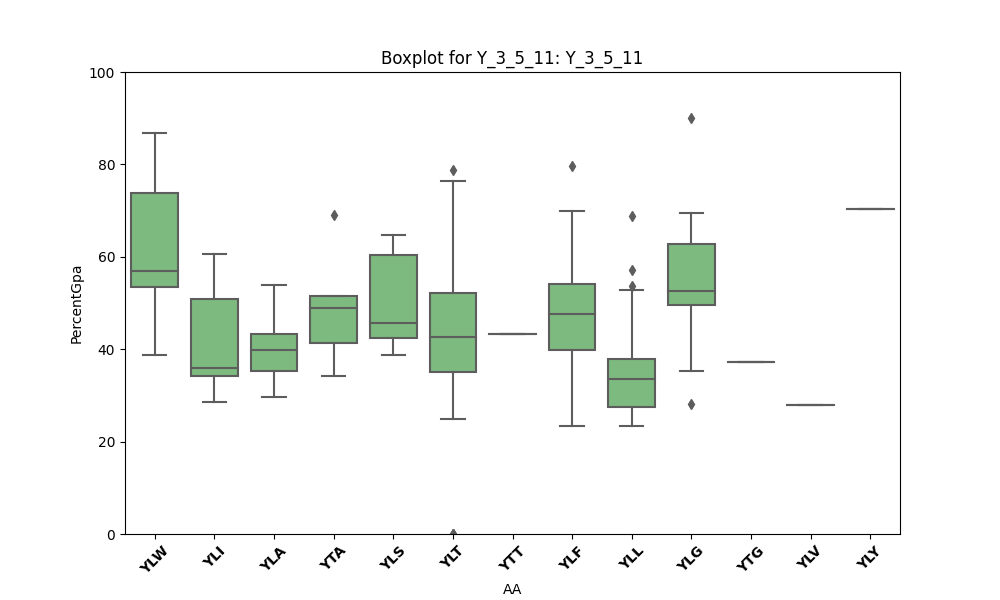 Boxplot for Y_3_5_11: Y_3_5_11
100
80
60
40
20
0
PercentGpa
YLW YLI YLA YTA YLS YLT YTT YLF YLL YLG YTG YLV YLY
AA